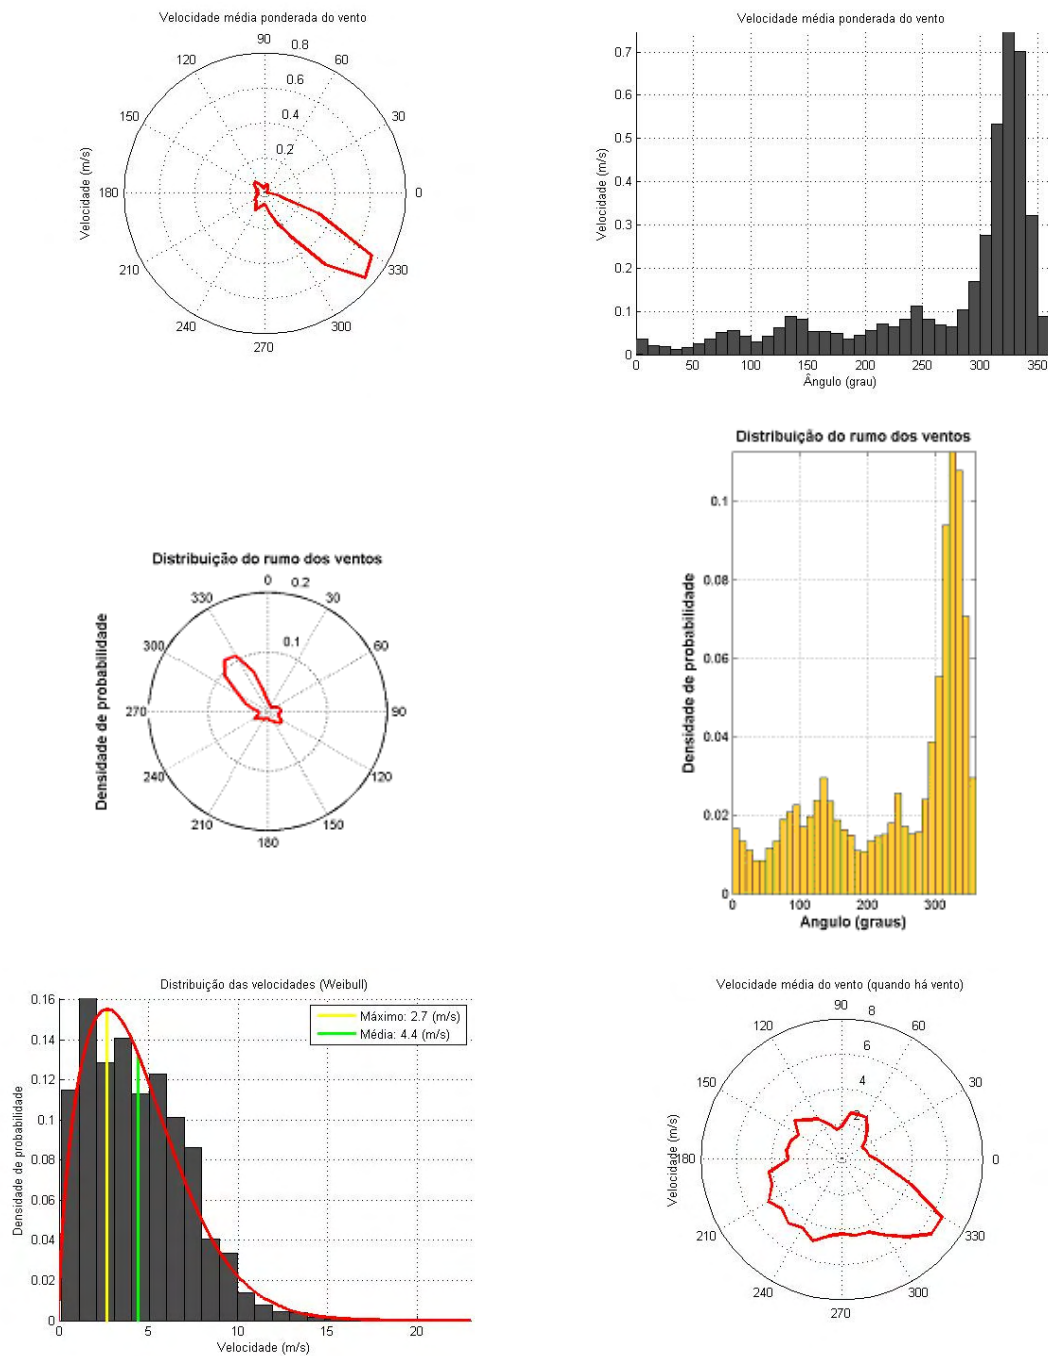 Velocidade média ponderada do vento
90 0.8
120 60
0.6
150 0.4 30
0.2
180 0
Velocidade (m/s)
210 330
240 300
270
Velocidade média ponderada do vento
0.7
0.6
0.5
0.4
0.3
0.2
0.1
0
Velocidade (m/s)
0 50 100 150 200 250 300 350
Ângulo (grau)
Distribuição do rumo dos ventos
0 0.2
330 30
300 0.1 60
270 90
Densidade de probabilidade
240 120
210 150
180
Distribuição do rumo dos ventos
0.1
0.08
0.06
0.04
0.02
0
Densidade de probabilidade
0 100 200 300
Angulo (graus)
Distribuição das velocidades (Weibull)
0.16
0.14
0.12
0.1
0.08
0.06
0.04
0.02
0
Densidade de probabilidade
Máximo: 2.7 (m/s)
Média: 4.4 (m/s)
0 5 10 15 20
Velocidade (m/s)
Velocidade média do vento (quando há vento)
90 8
120 60
6
150 4 30
2
180 0
Velocidade (m/s)
210 330
240 300
270